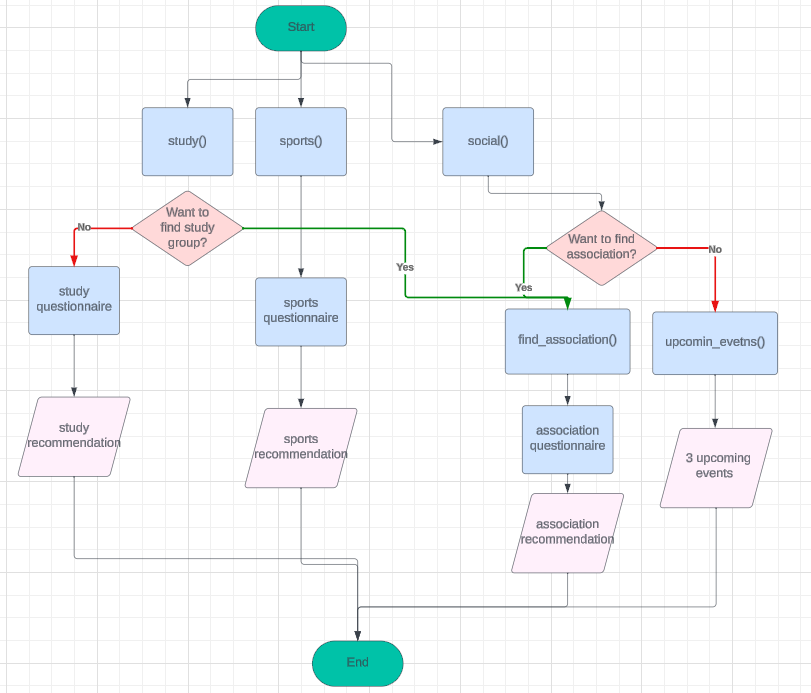 Start
study()
sports()
social()
Want to
find study
group?
No
Yes
Want to find
association?
Yes
No
study
questionnaire
sports
questionnaire
find_association()
upcomin_evetns()
study
recommendation
sports
recommendation
association
questionnaire
3 upcoming
events
association
recommendation
End